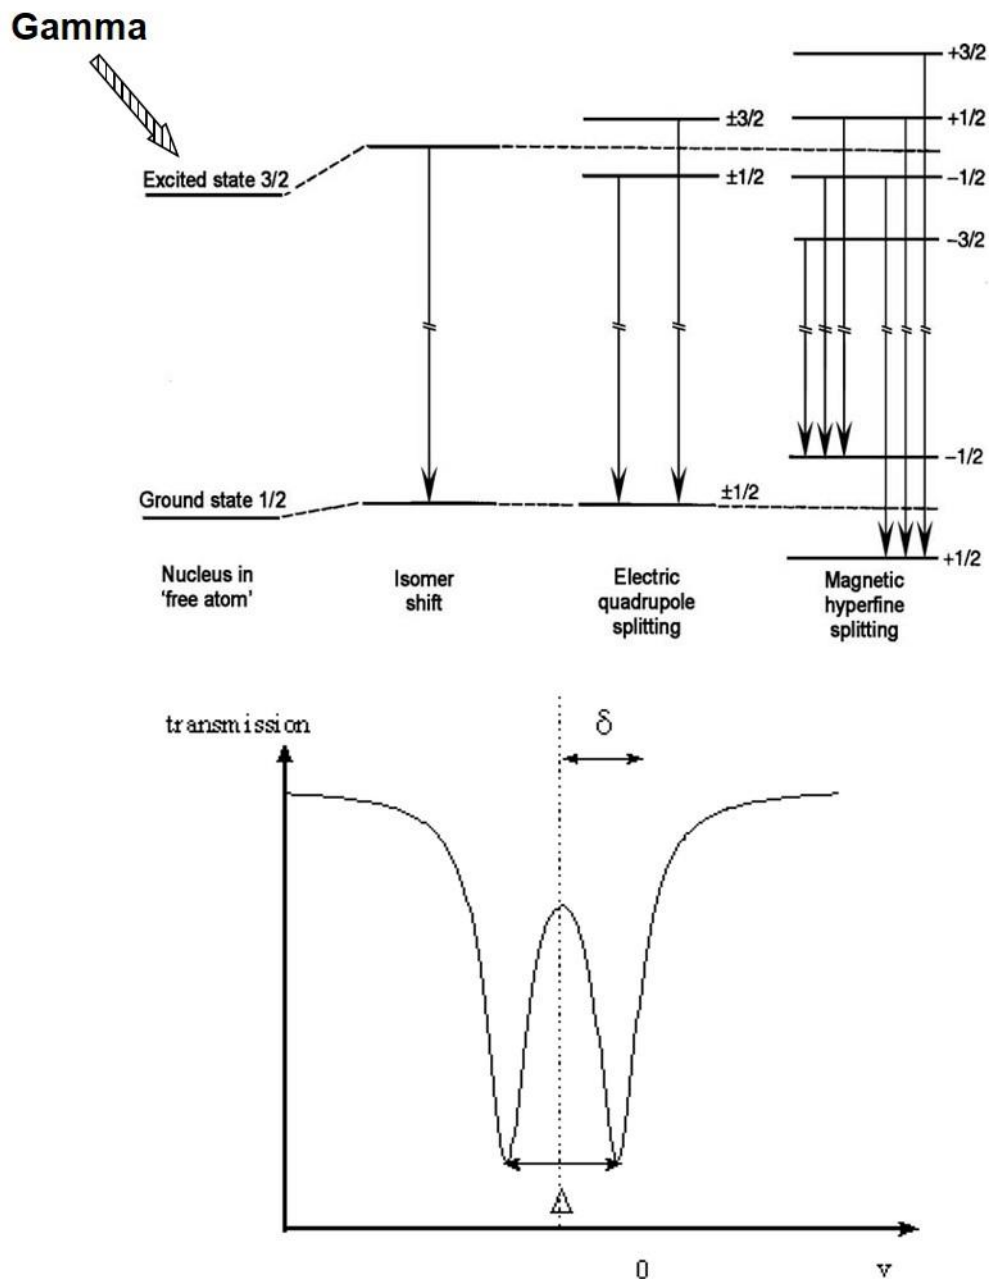 Gamma
+3/2
±3/2
+1/2
Excited state 3/2
±1/2
−1/2
−3/2
−1/2
Ground state 1/2
±1/2
+1/2
Nucleus in
'free atom'
Isomer
shift
Electric
quadrupole
splitting
Magnetic
hyperfine
splitting
transmission
δ
Δ
0
v